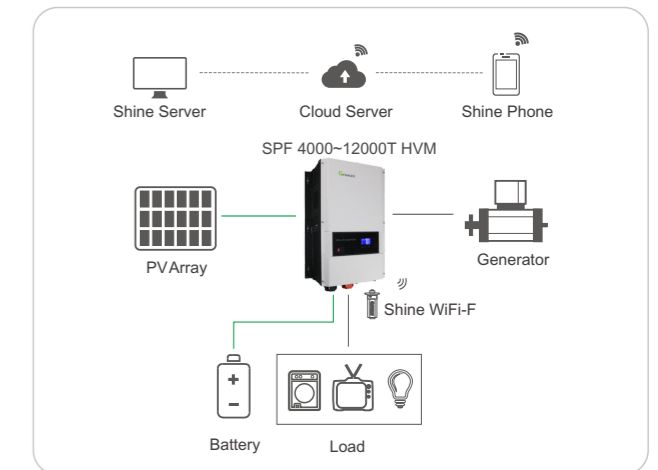 Shine Server
Cloud Server
Shine Phone
SPF 4000~12000T HVM
PV Array
Generator
Shine WiFi-F
Battery
Load